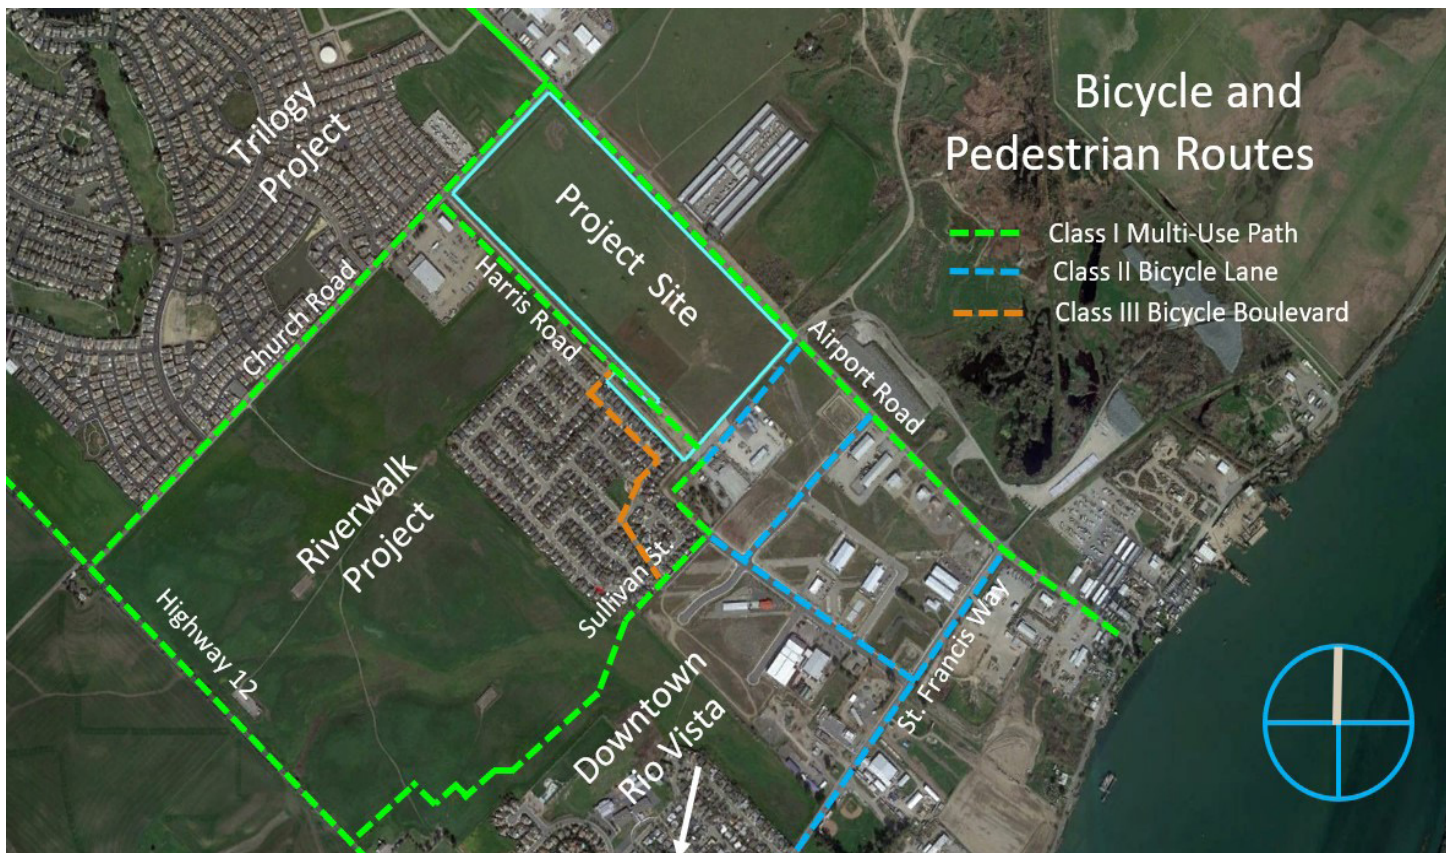 Bicycle and
Pedestrian Routes
Class I Multi-Use Path
Class II Bicycle Lane
Class III Bicycle Boulevard
Trilogy
Project
Project Site
Church Road
Harris Road
Airport Road
Riverwalk
Project
Sullivan St.
Highway 12
St. Francis Way
Downtown
Rio Vista